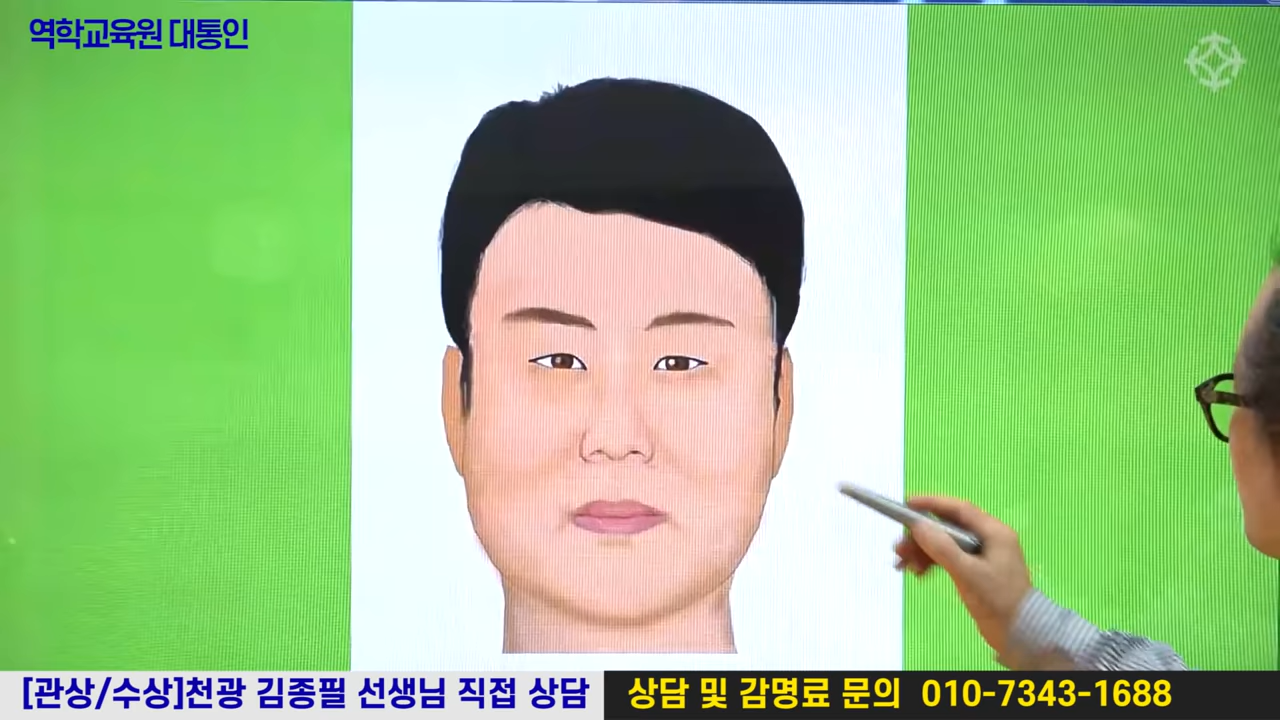 역학교육원 대통인
[관상/수상]천광 김종필 선생님 직접 상담
상담 및 감명료 문의 010-7343-1688